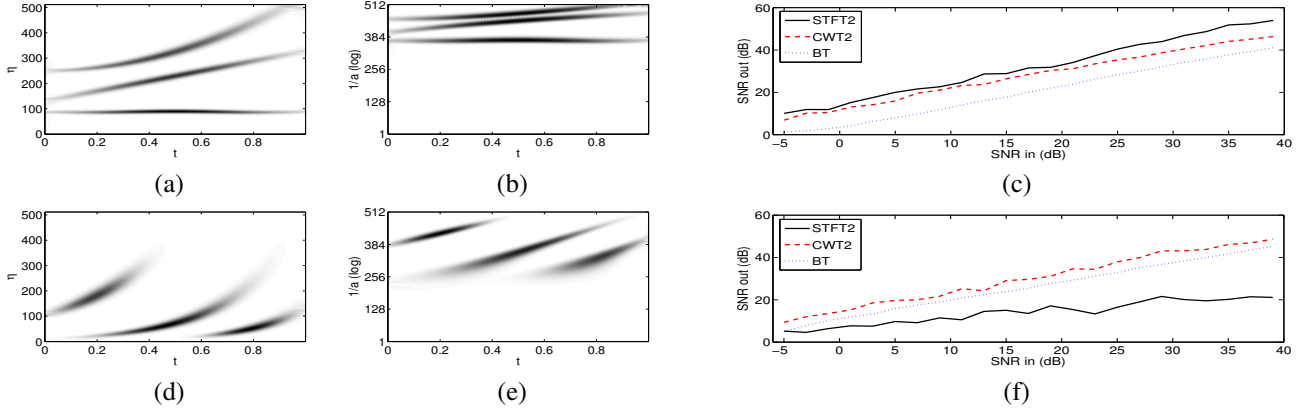 500
400
300
200
100
0
η
0 0.2 0.4 0.6 0.8
t
(a)
512
384
256
128
1
1/a (log)
0 0.2 0.4 0.6 0.8
t
(b)
60
40
20
0
SNR out (dB)
STFT2
CWT2
BT
−5 0 5 10 15 20 25 30 35 40
SNR in (dB)
(c)
500
400
300
200
100
0
η
0 0.2 0.4 0.6 0.8
t
(d)
512
384
256
128
1
1/a (log)
0 0.2 0.4 0.6 0.8
t
(e)
60
40
20
0
SNR out (dB)
STFT2
CWT2
BT
−5 0 5 10 15 20 25 30 35 40
SNR in (dB)
(f)